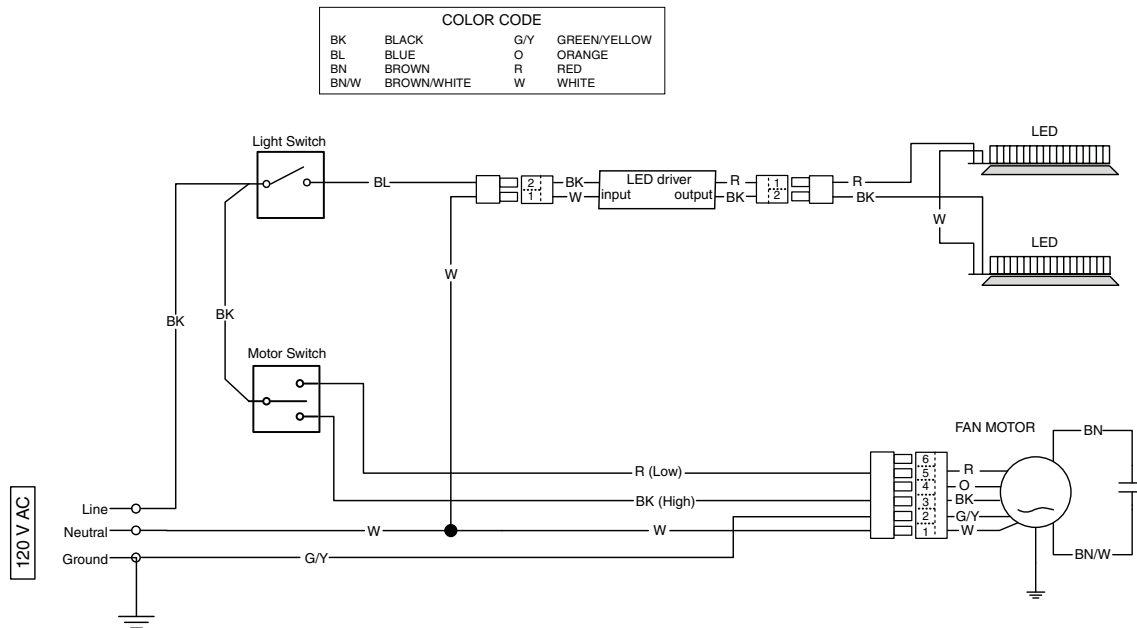 COLOR CODE
BK BLACK G/Y GREEN/YELLOW
BL BLUE O ORANGE
BN BROWN R RED
BN/W BROWN/WHITE W WHITE
Light Switch
LED
BL
2
1
BK
W
LED driver
input output
R
BK
1
2
R
BK
W
LED
W
BK
BK
Motor Switch
FAN MOTOR
BN
R (Low)
BK (High)
6
5
4
3
2
1
R
O
BK
G/Y
W
BN/W
120 V AC
Line
Neutral
W
W
Ground
G/Y